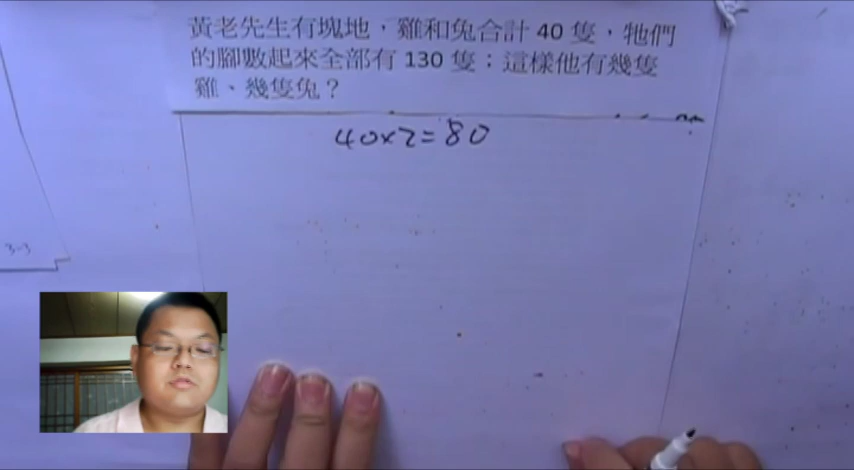 黃老先生有塊地，雞和兔合計 40 隻，牠們
的腳數起來全部有 130 隻；這樣他有幾隻
雞、幾隻兔？
40×2=80
3-3